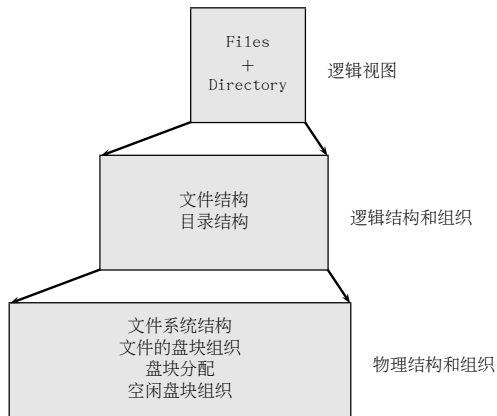 Files
+
Directory
逻辑视图
文件结构
目录结构
逻辑结构和组织
文件系统结构
文件的盘块组织
盘块分配
空闲盘块组织
物理结构和组织